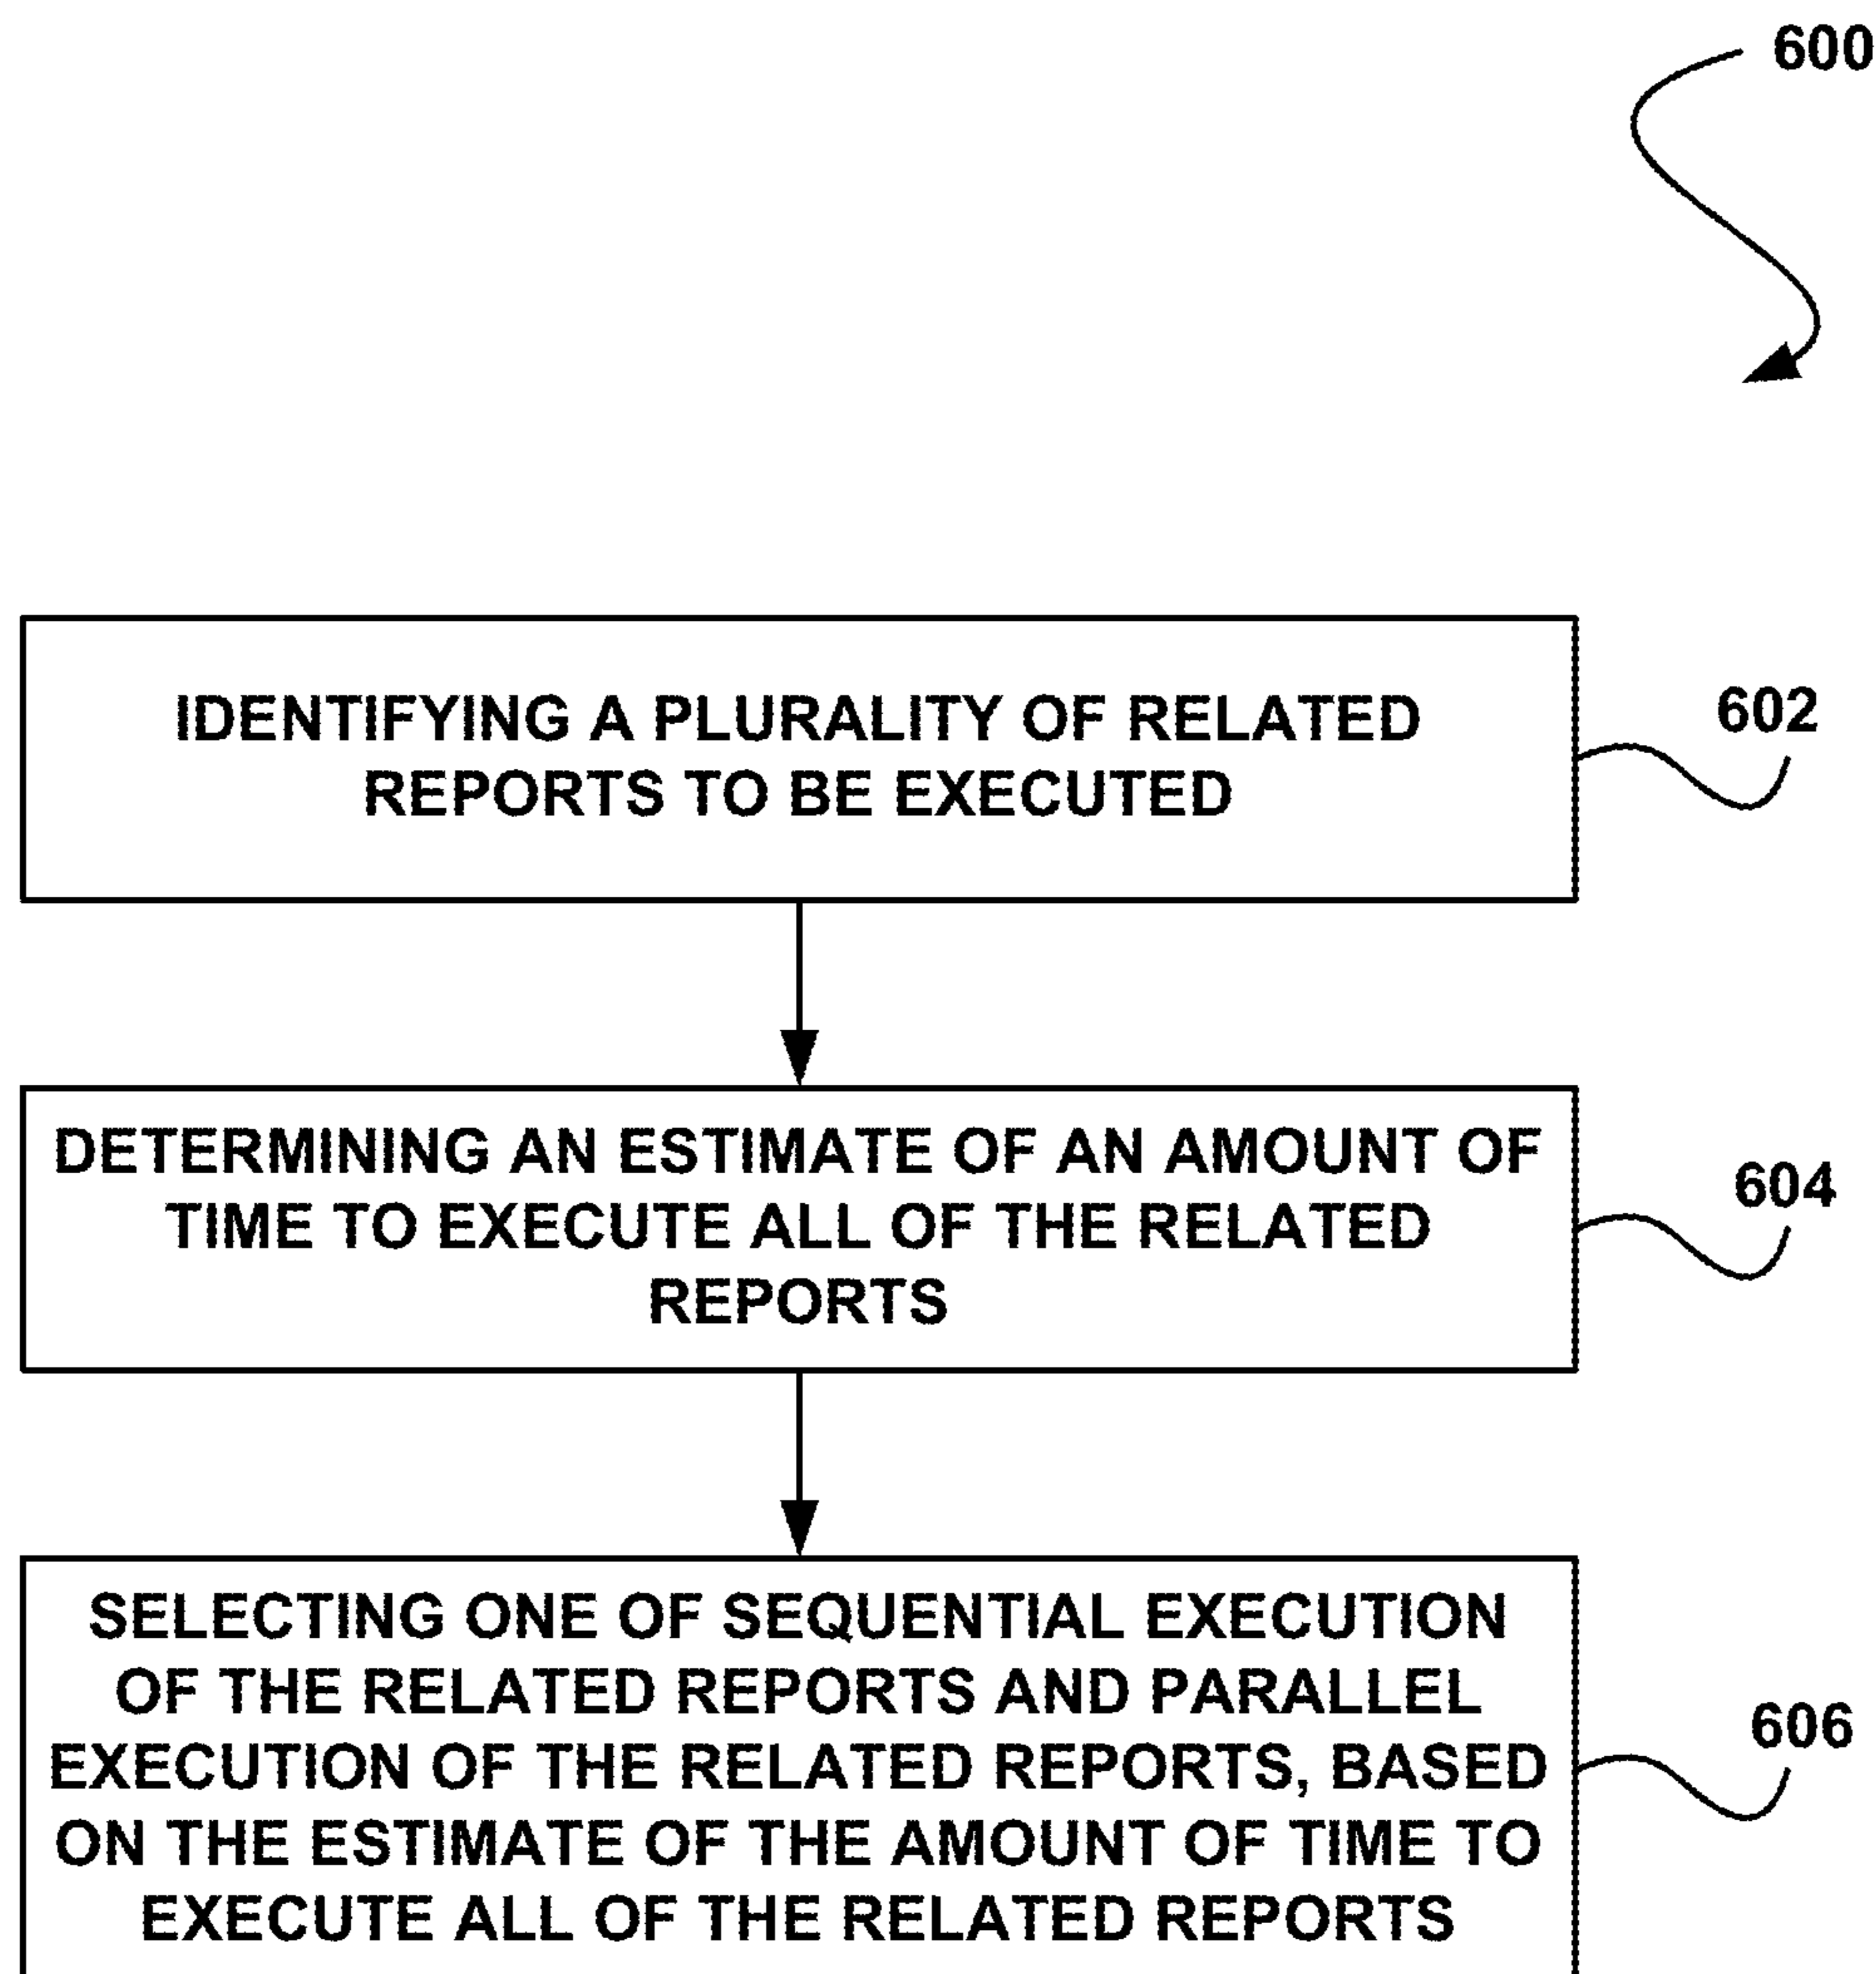 600
IDENTIFYING A PLURALITY OF RELATED
REPORTS TO BE EXECUTED
602
DETERMINING AN ESTIMATE OF AN AMOUNT OF
TIME TO EXECUTE ALL OF THE RELATED
REPORTS
604
SELECTING ONE OF SEQUENTIAL EXECUTION
OF THE RELATED REPORTS AND PARALLEL
EXECUTION OF THE RELATED REPORTS, BASED
ON THE ESTIMATE OF THE AMOUNT OF TIME TO
EXECUTE ALL OF THE RELATED REPORTS
606